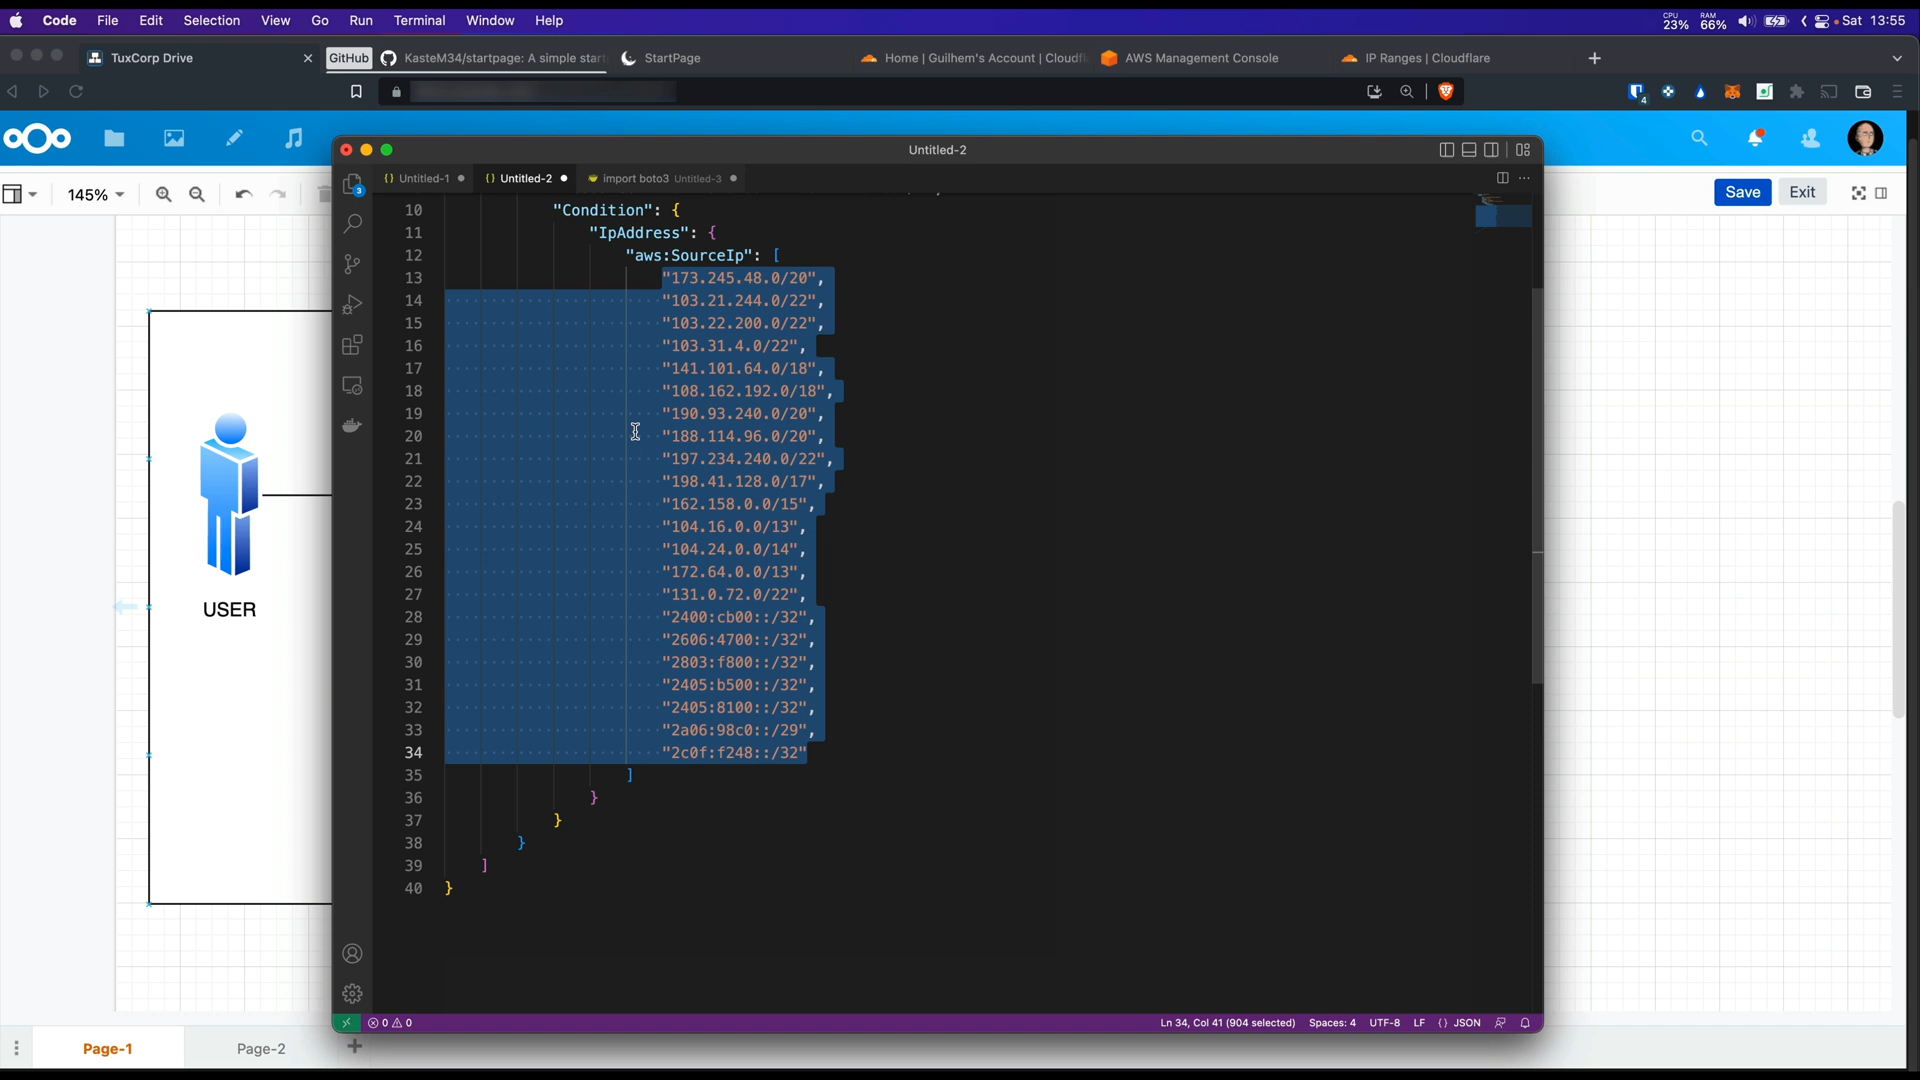 Code File Edit Selection View Go Run Terminal Window Help
CPU 23% RAM 66% Sat 13:55
TuxCorp Drive
GitHub
KasteM34/startpage: A simple star
StartPage
Home | Guilhem's Account | Cloudfl
AWS Management Console
IP Ranges | Cloudflare
4
Untitled-2
145%
Save
Exit
3
Untitled-1
Untitled-2
import boto3 Untitled-3
10 "Condition": {
11 "IpAddress": {
12 "aws:SourceIp": [
13 "173.245.48.0/20",
14 "103.21.244.0/22",
15 "103.22.200.0/22",
16 "103.31.4.0/22",
17 "141.101.64.0/18",
18 "108.162.192.0/18",
19 "190.93.240.0/20",
20 "188.114.96.0/20",
21 "197.234.240.0/22",
22 "198.41.128.0/17",
23 "162.158.0.0/15",
24 "104.16.0.0/13",
25 "104.24.0.0/14",
26 "172.64.0.0/13",
27 "131.0.72.0/22",
28 "2400:cb00::/32",
29 "2606:4700::/32",
30 "2803:f800::/32",
31 "2405:b500::/32",
32 "2405:8100::/32",
33 "2a06:98c0::/29",
34 "2c0f:f248::/32"
35 ]
36 }
37 }
38 }
39 ]
40 }
USER
0 0
Ln 34, Col 41 (904 selected) Spaces: 4 UTF-8 LF {} JSON
Page-1
Page-2